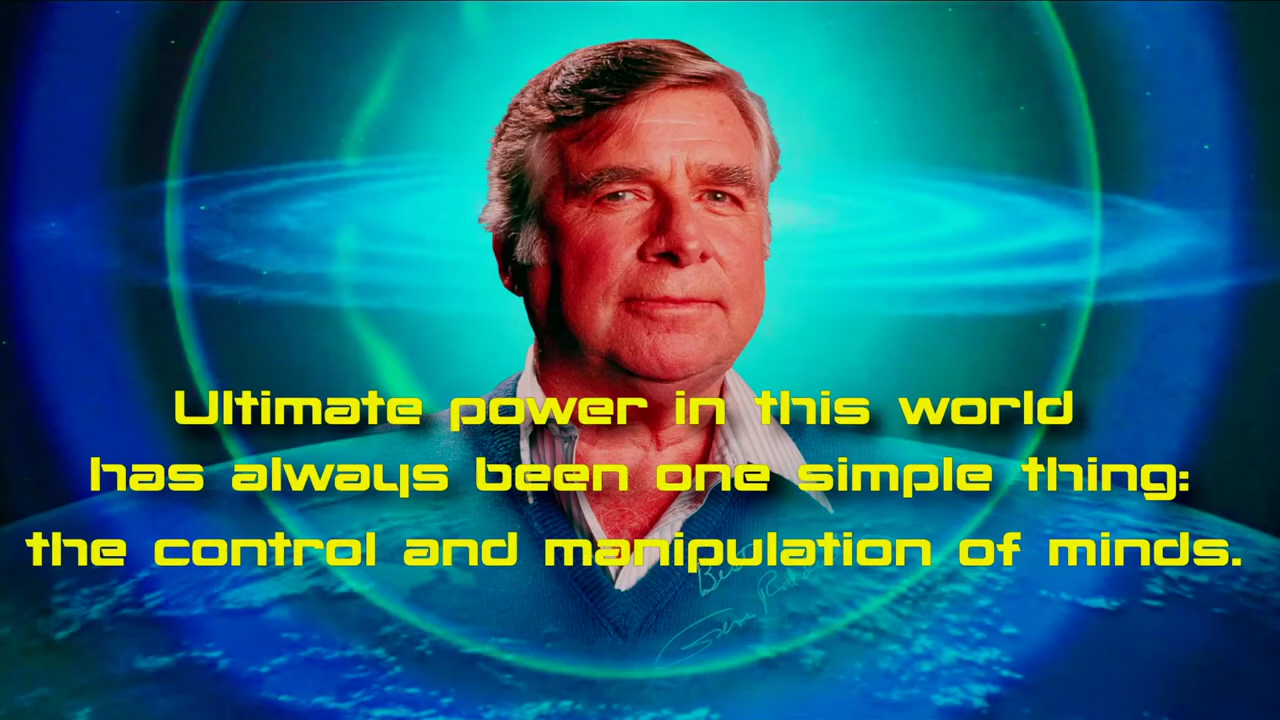 Ultimate power in this world
has always been one simple thing:
the control and manipulation of minds.